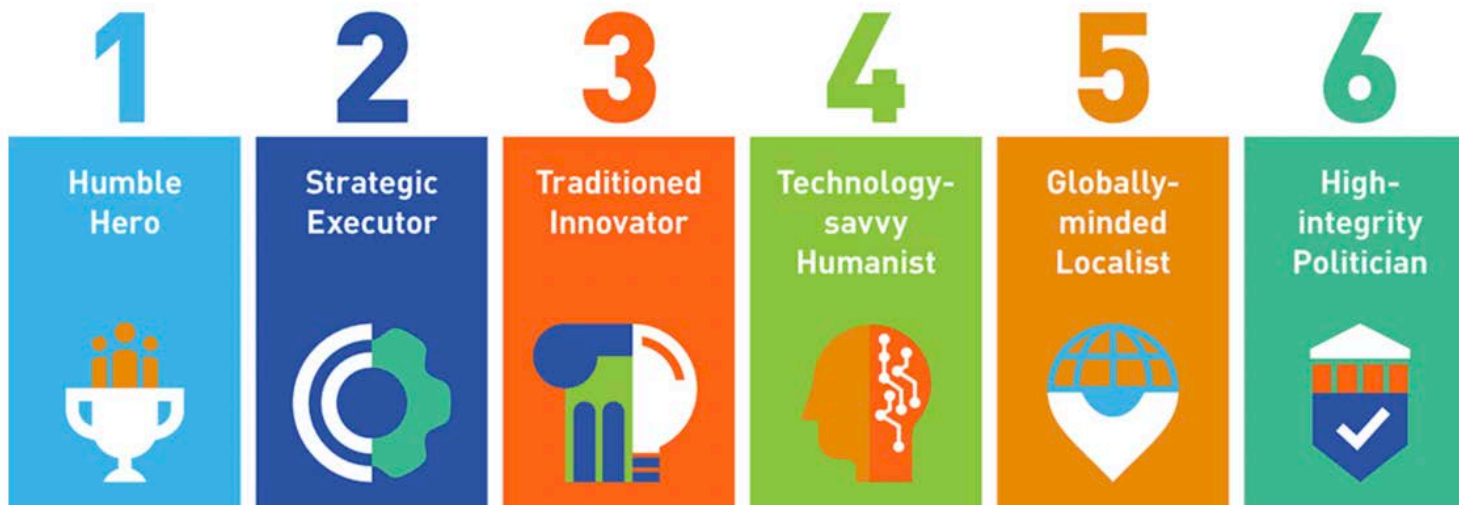 1
Humble
Hero
2
Strategic
Executor
3
Traditioned
Innovator
4
Technology-
savvy
Humanist
5
Globally-
minded
Localist
6
High-
integrity
Politician